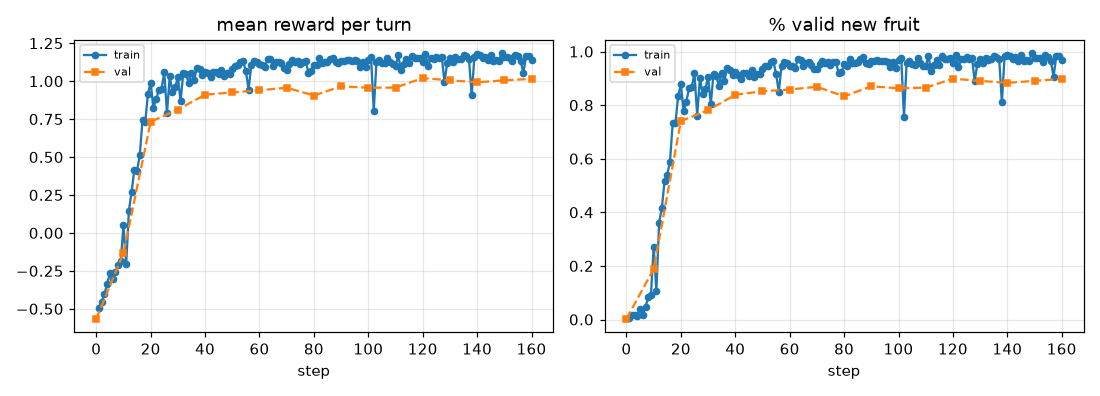 mean reward per turn
train
val
1.25
1.00
0.75
0.50
0.25
0.00
−0.25
−0.50
0 20 40 60 80 100 120 140 160
step
% valid new fruit
train
val
1.0
0.8
0.6
0.4
0.2
0.0
0 20 40 60 80 100 120 140 160
step